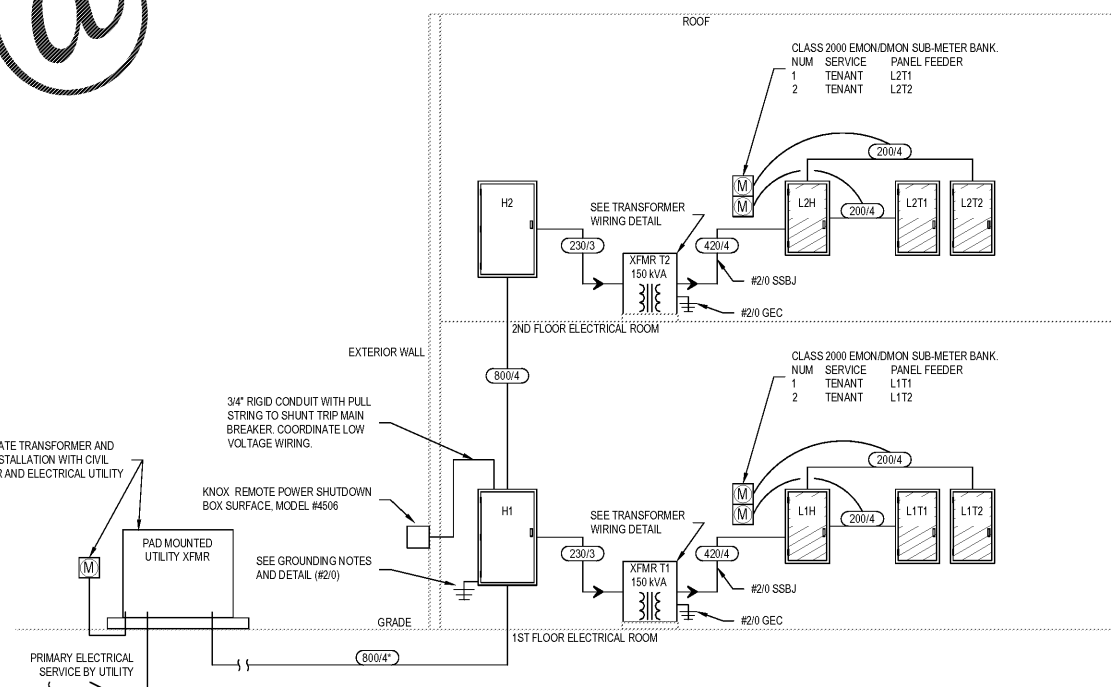 @
ROOF
CLASS 2000 EMON/DMON SUB-METER BANK.
NUM SERVICE PANEL FEEDER
1 TENANT L2T1
2 TENANT L2T2
200/4
M
M
H2
L2H
L2T1
L2T2
200/4
SEE TRANSFORMER
WIRING DETAIL
230/3
420/4
XFMR T2
150 kVA
#2/0 SSBJ
#2/0 GEC
2ND FLOOR ELECTRICAL ROOM
EXTERIOR WALL
800/4
CLASS 2000 EMON/DMON SUB-METER BANK.
NUM SERVICE PANEL FEEDER
1 TENANT L1T1
2 TENANT L1T2
3/4" RIGID CONDUIT WITH PULL
STRING TO SHUNT TRIP MAIN
BREAKER. COORDINATE LOW
VOLTAGE WIRING.
ATE TRANSFORMER AND
STALLATION WITH CIVIL
R AND ELECTRICAL UTILITY
200/4
M
M
KNOX REMOTE POWER SHUTDOWN
BOX SURFACE, MODEL #4506
H1
L1H
L1T1
L1T2
200/4
SEE TRANSFORMER
WIRING DETAIL
PAD MOUNTED
UTILITY XFMR
M
SEE GROUNDING NOTES
AND DETAIL (#2/0)
230/3
420/4
XFMR T1
150 kVA
#2/0 SSBJ
#2/0 GEC
GRADE
1ST FLOOR ELECTRICAL ROOM
PRIMARY ELECTRICAL
SERVICE BY UTILITY
800/4*